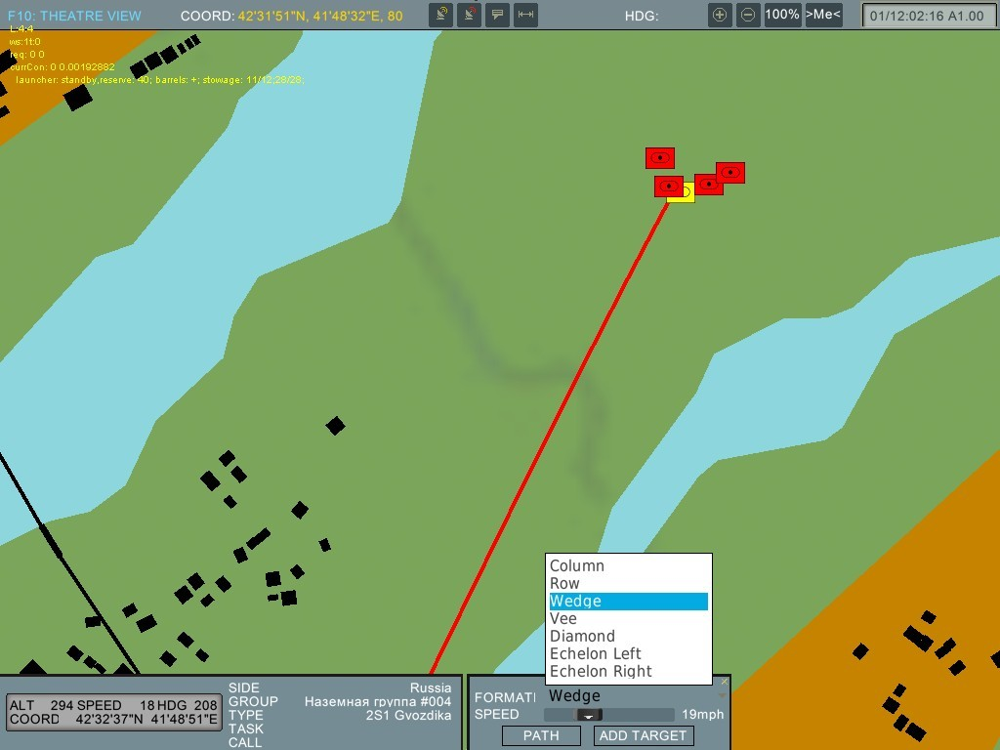 F10: THEATRE VIEW COORD: 42'31'51"N, 41'48'32"E, 80 HDG: 100% >Me< 01/12:02:16 A1.00
L:4:4
ws:1t:0
req: 0 0
currCon: 0 0.00192882
launcher: standby,reserve: 40; barrels: +; stowage: 11/12;28/28;
Column
Row
Wedge
Vee
Diamond
Echelon Left
Echelon Right
ALT 294 SPEED 18 HDG 208
COORD 42'32'37"N 41'48'51"E
SIDE Russia
GROUP Наземная группа #004
TYPE 2S1 Gvozdika
TASK
CALL
FORMATI Wedge
SPEED 19mph
PATH ADD TARGET